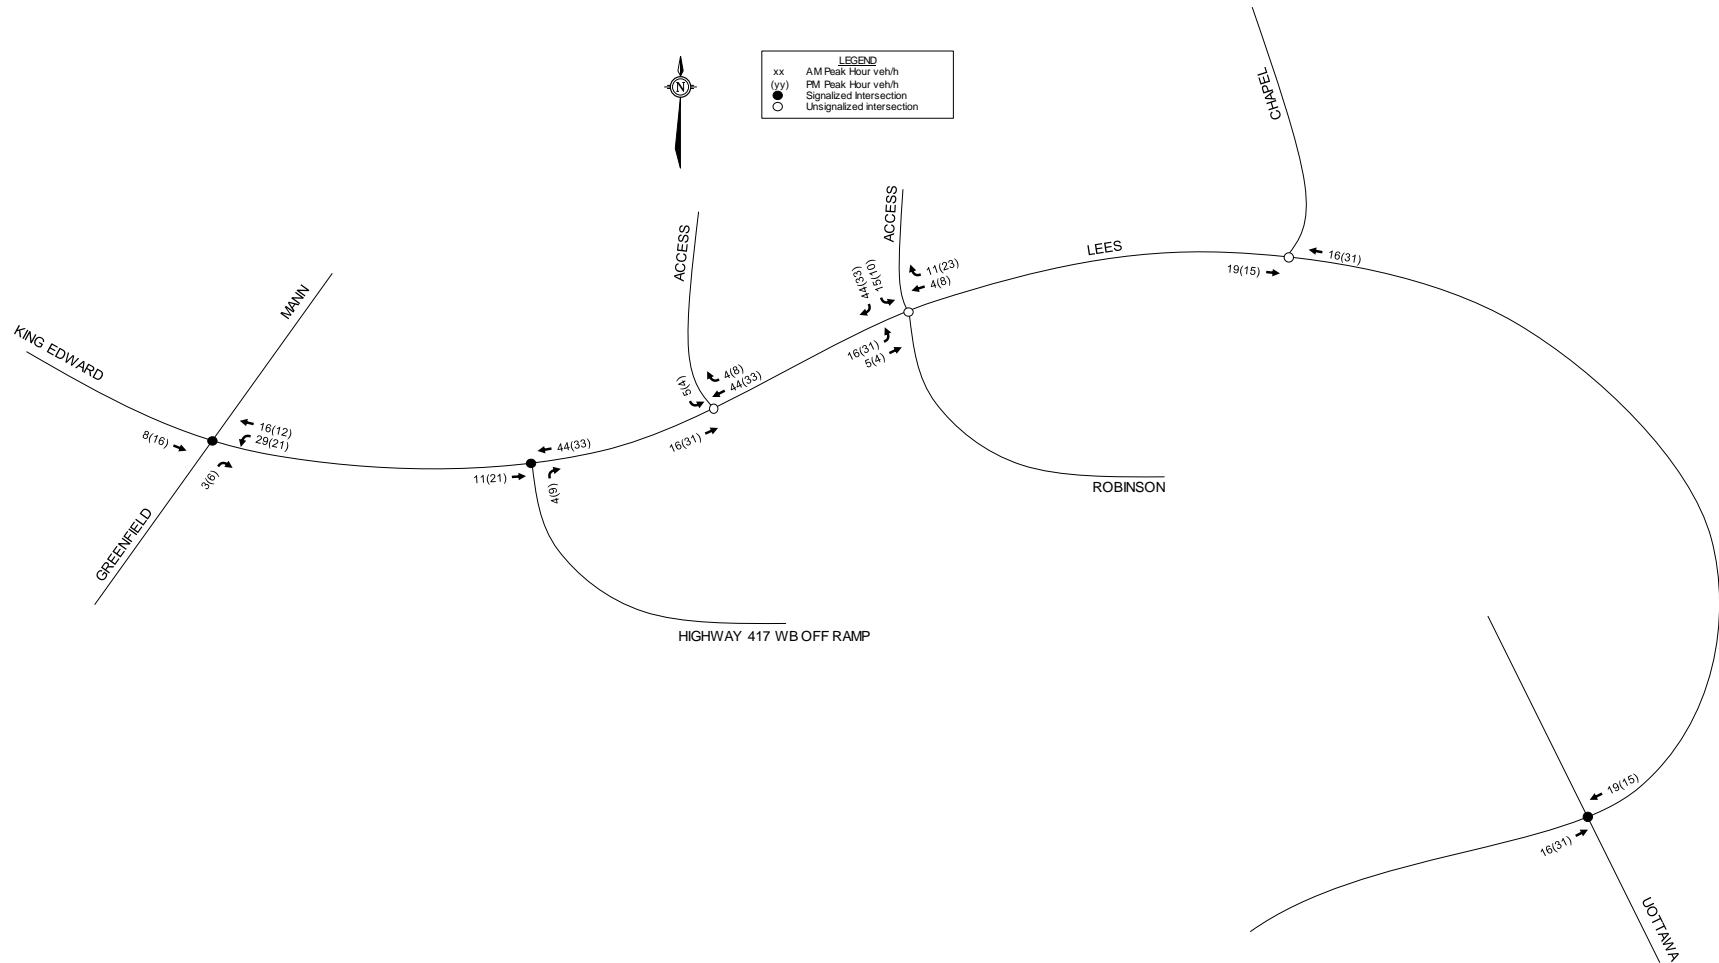 CHAPEL
N
LEGEND
xx AM Peak Hour veh/h
(yy) PM Peak Hour veh/h
Signalized Intersection
Unsignalized intersection
ACCESS
ACCESS
LEES
16(31)
19(15)
44(33)
15(10)
11(23)
4(8)
16(31)
5(4)
MANN
KING EDWARD
5(4)
4(8)
44(33)
16(31)
8(16)
16(12)
29(21)
3(6)
44(33)
11(21)
4(9)
ROBINSON
GREENFIELD
HIGHWAY 417 WB OFF RAMP
19(15)
16(31)
UOTTAWA